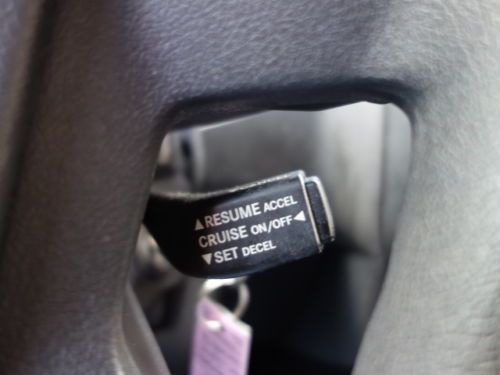 ▲RESUME ACCEL
CRUISE ON/OFF◀
▼SET DECEL